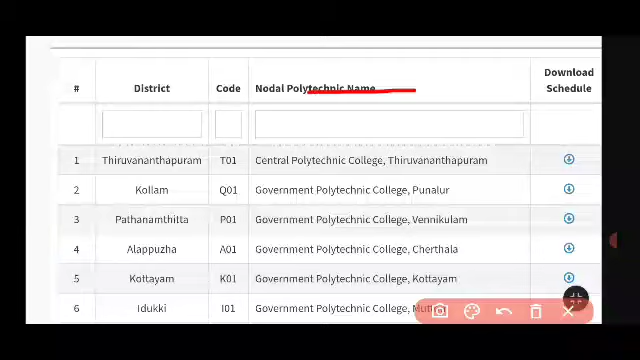 Download
# District Code Nodal Polytechnic Name Schedule
1 Thiruvananthapuram T01 Central Polytechnic College, Thiruvananthapuram
2 Kollam Q01 Government Polytechnic College, Punalur
3 Pathanamthitta P01 Government Polytechnic College, Vennikulam
4 Alappuzha A01 Government Polytechnic College, Cherthala
5 Kottayam K01 Government Polytechnic College, Kottayam
6 Idukki I01 Government Polytechnic College,